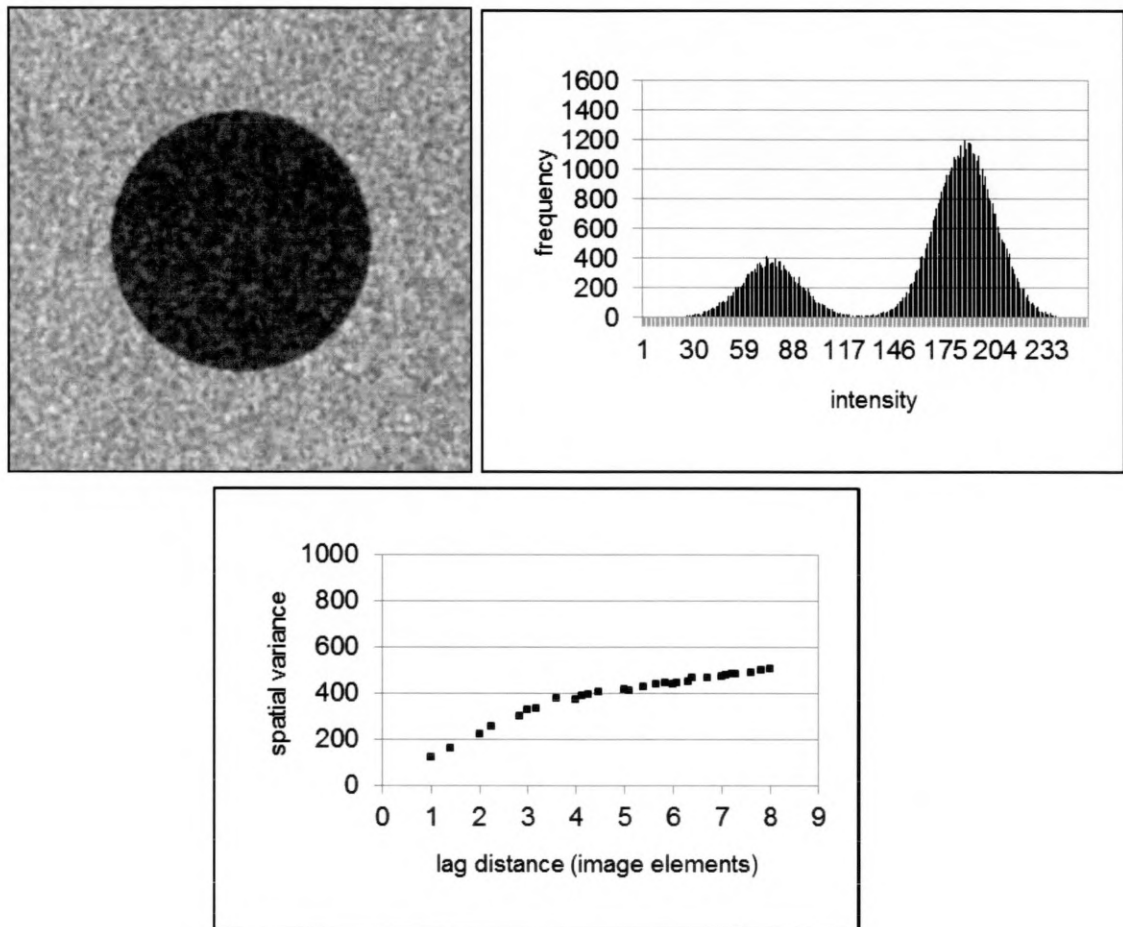 1600
1400
1200
1000
800
600
400
200
0
frequency
1 30 59 88 117 146 175 204 233
intensity
1000
800
600
400
200
0
spatial variance
0 1 2 3 4 5 6 7 8 9
lag distance (image elements)